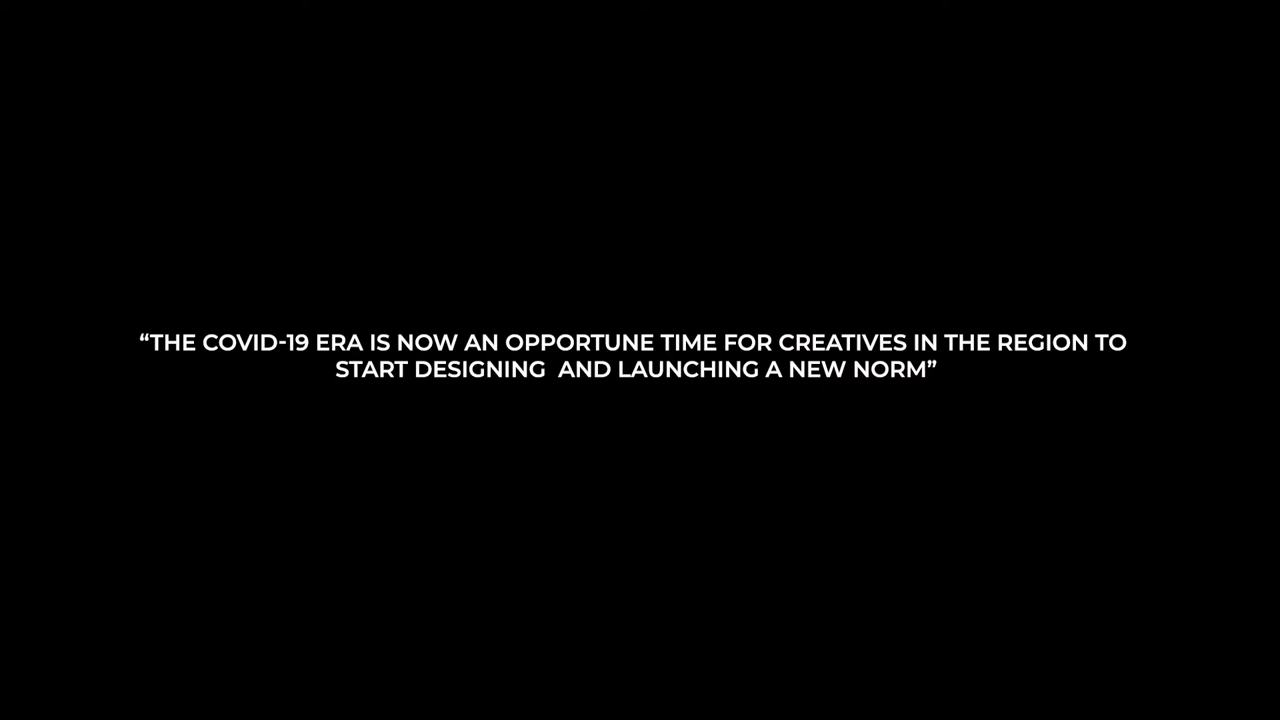 “THE COVID-19 ERA IS NOW AN OPPORTUNE TIME FOR CREATIVES IN THE REGION TO
START DESIGNING  AND LAUNCHING A NEW NORM”